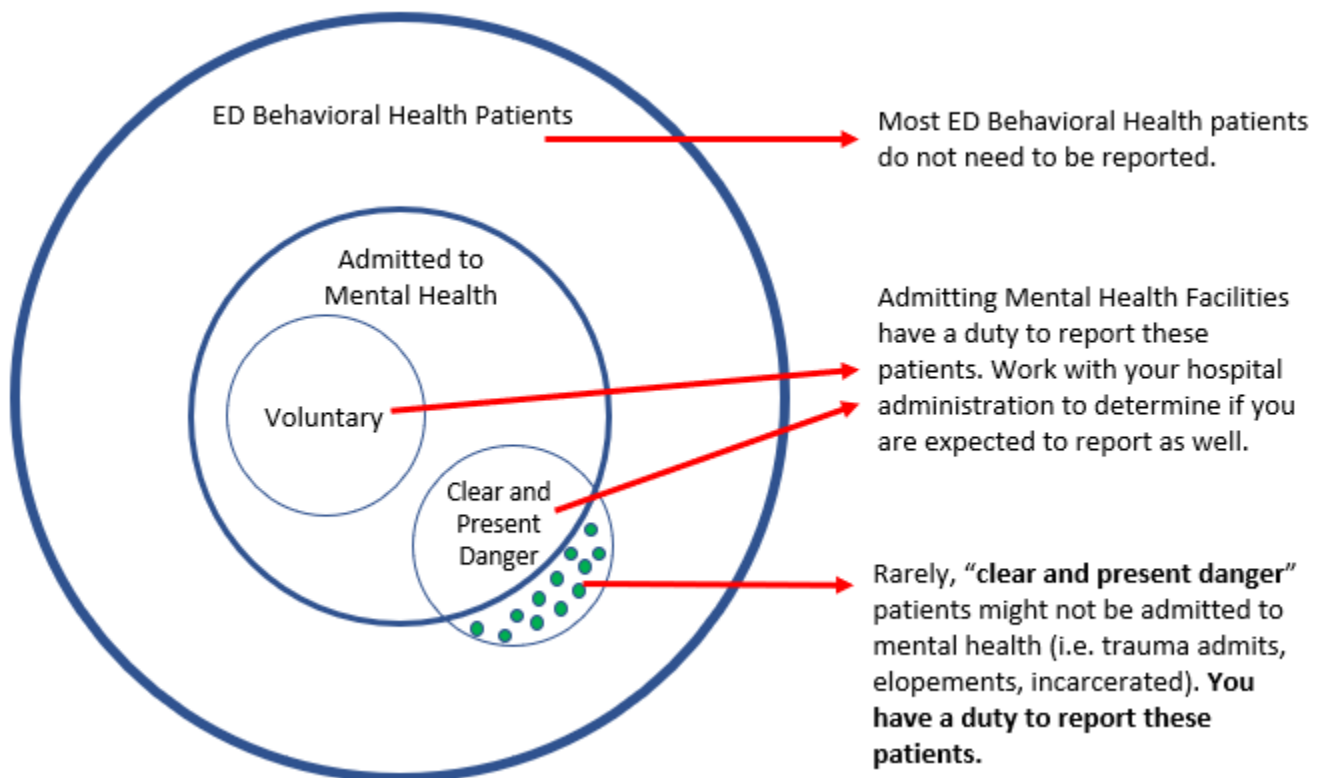 ED Behavioral Health Patients
Most ED Behavioral Health patients
do not need to be reported.
Admitted to
Mental Health
Voluntary
Clear and
Present
Danger
Admitting Mental Health Facilities
have a duty to report these
patients. Work with your hospital
administration to determine if you
are expected to report as well.
Rarely, “clear and present danger”
patients might not be admitted to
mental health (i.e. trauma admits,
elopements, incarcerated). You
have a duty to report these
patients.